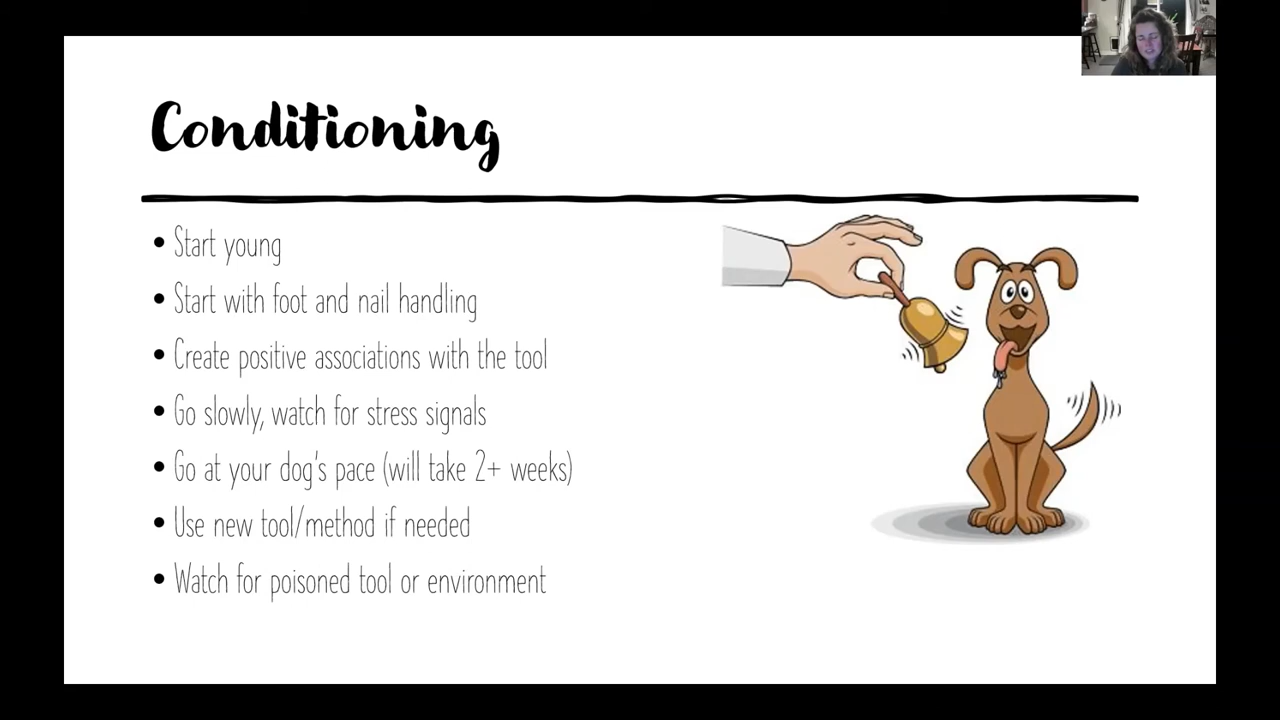 Conditioning
• Start young
• Start with foot and nail handling
• Create positive associations with the tool
• Go slowly, watch for stress signals
• Go at your dog's pace (will take 2+ weeks)
• Use new tool/method if needed
• Watch for poisoned tool or environment